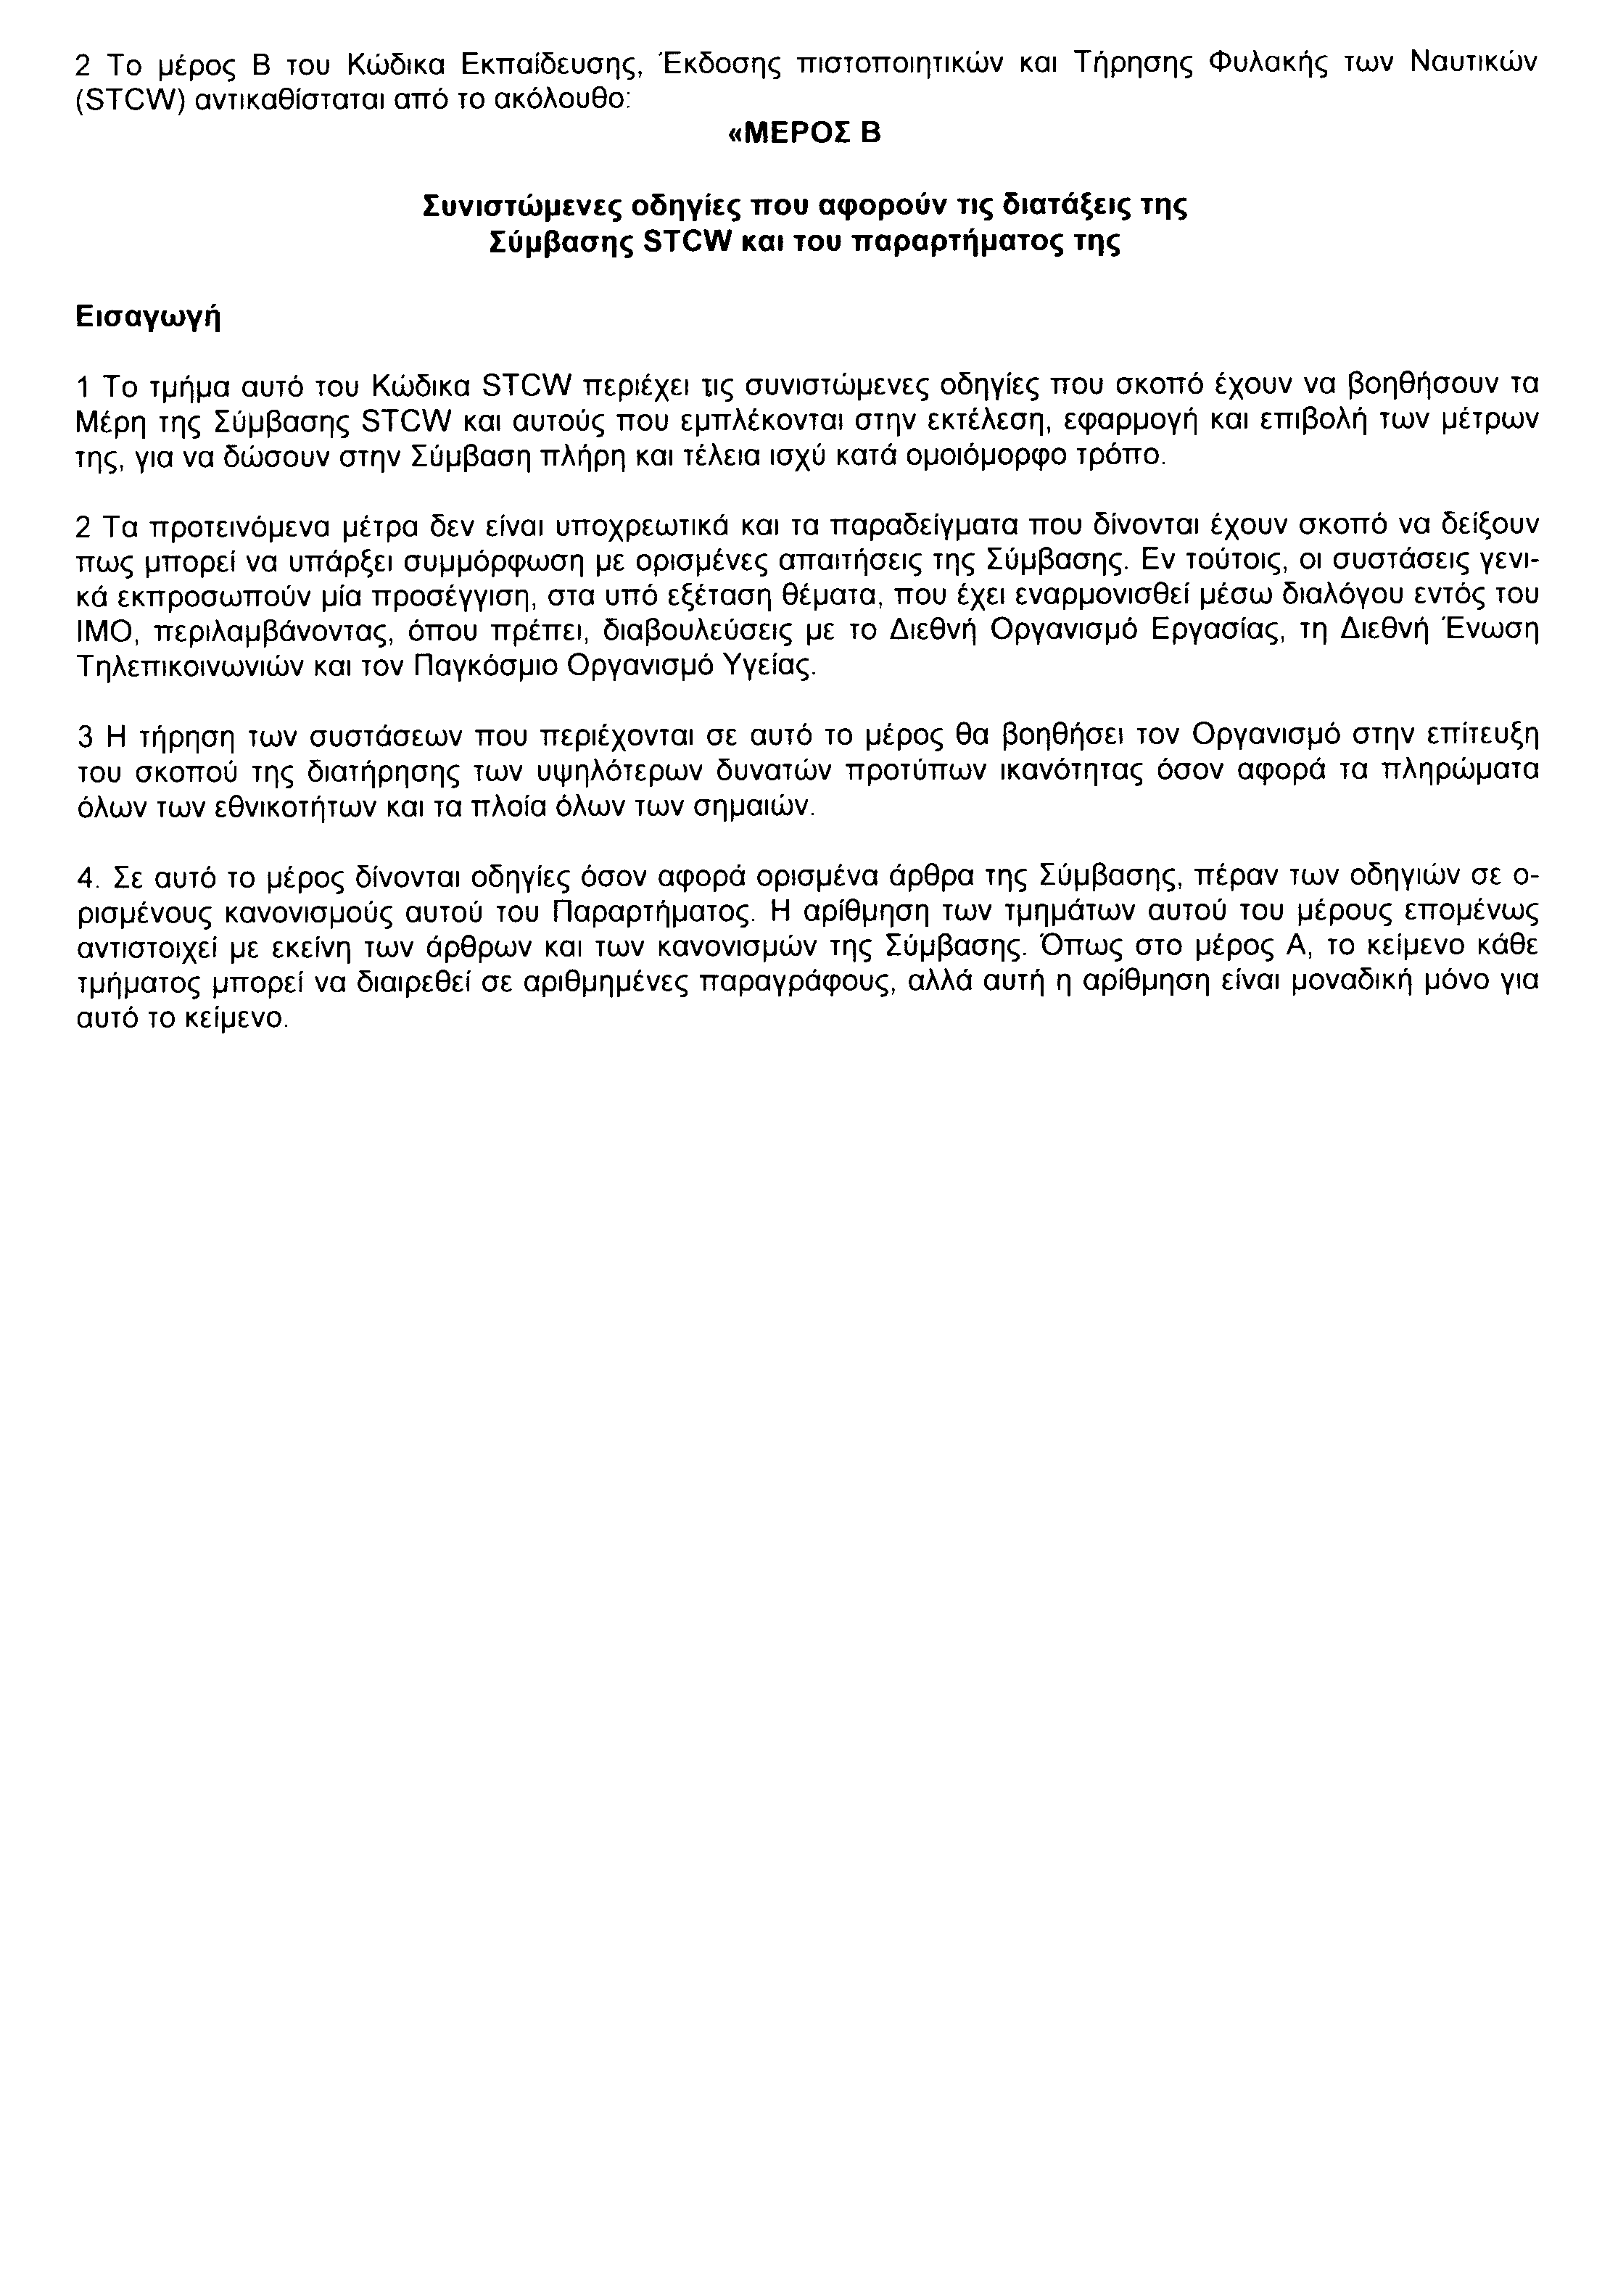 2 Το μέρος Β του Κώδικα Εκπαίδευσης, Έκδοσης πιστοποιητικών και Τήρησης Φυλακής των Ναυτικών
(STCW) αντικαθίσταται από το ακόλουθο:
«ΜΕΡΟΣ Β
Συνιστώμενες οδηγίες που αφορούν τις διατάξεις της
Σύμβασης STCW και του παραρτήματος της
Εισαγωγή
1 Το τμήμα αυτό του Κώδικα STCW περιέχει τις συνιστώμενες οδηγίες που σκοπό έχουν να βοηθήσουν τα
Μέρη της Σύμβασης STCW και αυτούς που εμπλέκονται στην εκτέλεση, εφαρμογή και επιβολή των μέτρων
της, για να δώσουν στην Σύμβαση πλήρη και τέλεια ισχύ κατά ομοιόμορφο τρόπο.
2 Τα προτεινόμενα μέτρα δεν είναι υποχρεωτικά και τα παραδείγματα που δίνονται έχουν σκοπό να δείξουν
πως μπορεί να υπάρξει συμμόρφωση με ορισμένες απαιτήσεις της Σύμβασης. Εν τούτοις, οι συστάσεις γενι-
κά εκπροσωπούν μία προσέγγιση, στα υπό εξέταση θέματα, που έχει εναρμονισθεί μέσω διαλόγου εντός του
ΙΜΟ, περιλαμβάνοντας, όπου πρέπει, διαβουλεύσεις με το Διεθνή Οργανισμό Εργασίας, τη Διεθνή Ένωση
Τηλεπικοινωνιών και τον Παγκόσμιο Οργανισμό Υγείας.
3 Η τήρηση των συστάσεων που περιέχονται σε αυτό το μέρος θα βοηθήσει τον Οργανισμό στην επίτευξη
του σκοπού της διατήρησης των υψηλότερων δυνατών προτύπων ικανότητας όσον αφορά τα πληρώματα
όλων των εθνικοτήτων και τα πλοία όλων των σημαιών.
4. Σε αυτό το μέρος δίνονται οδηγίες όσον αφορά ορισμένα άρθρα της Σύμβασης, πέραν των οδηγιών σε ο-
ρισμένους κανονισμούς αυτού του Παραρτήματος. Η αρίθμηση των τμημάτων αυτού του μέρους επομένως
αντιστοιχεί με εκείνη των άρθρων και των κανονισμών της Σύμβασης. Όπως στο μέρος Α, το κείμενο κάθε
τμήματος μπορεί να διαιρεθεί σε αριθμημένες παραγράφους, αλλά αυτή η αρίθμηση είναι μοναδική μόνο για
αυτό το κείμενο.